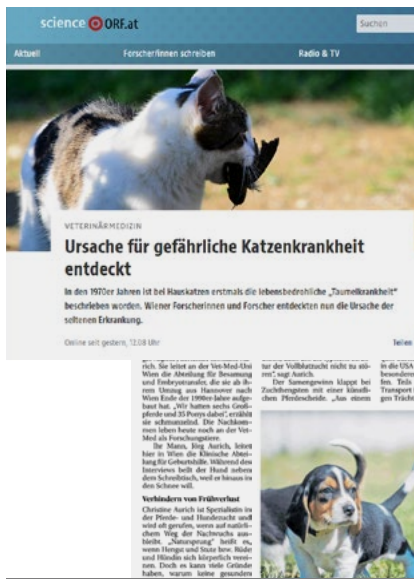 science ORF.at
Suchen
Aktuell
Forscher/innen schreiben
Radio & TV
VETERINÄRMEDIZIN
Ursache für gefährliche Katzenkrankheit
entdeckt
In den 1970er Jahren ist bei Hauskatzen erstmals die lebensbedrohliche „Taumelkrankheit“
beschrieben worden. Wiener Forscherinnen und Forscher entdeckten nun die Ursache der
seltenen Erkrankung.
Online seit gestern, 12.08 Uhr
Teilen
rich. Sie leitet an der Vet-Med-Uni
Wien die Abteilung für Besamung
und Embryotransfer, die sie ab ih-
rem Umzug aus Hannover nach
Wien Ende der 1990er-Jahre aufge-
baut hat. „Wir hatten sechs Groß-
pferde und 35 Ponys dabei“, erzählt
sie schmunzelnd. Die Nachkom-
men leben heute noch an der Vet-
Med als Forschungstiere.
Ihr Mann, Jörg Aurich, leitet
hier in Wien die Klinische Abtei-
lung für Geburtshilfe. Während des
Interviews bellt der Hund neben
dem Schreibtisch, weil er hinaus in
den Schnee will.
Verhindern von Frühverlust
Christine Aurich ist Spezialistin in
der Pferde- und Hundezucht und
wird oft gerufen, wenn auf natürli-
chem Weg der Nachwuchs aus-
bleibt. „Natursprung“ heißt es,
wenn Hengst und Stute bzw. Rüde
und Hündin sich körperlich verei-
nen. Doch es kann viele Gründe
haben, warum keine gesunden
tur der Vollblutzucht nicht zu stö-
ren“, sagt Aurich.
Der Samengewinn klappt bei
Zuchthengsten mit einer künstli-
chen Pferdescheide. „Aus einem
in die USA
besondere
fen. Teils
Transport
gen Trächt